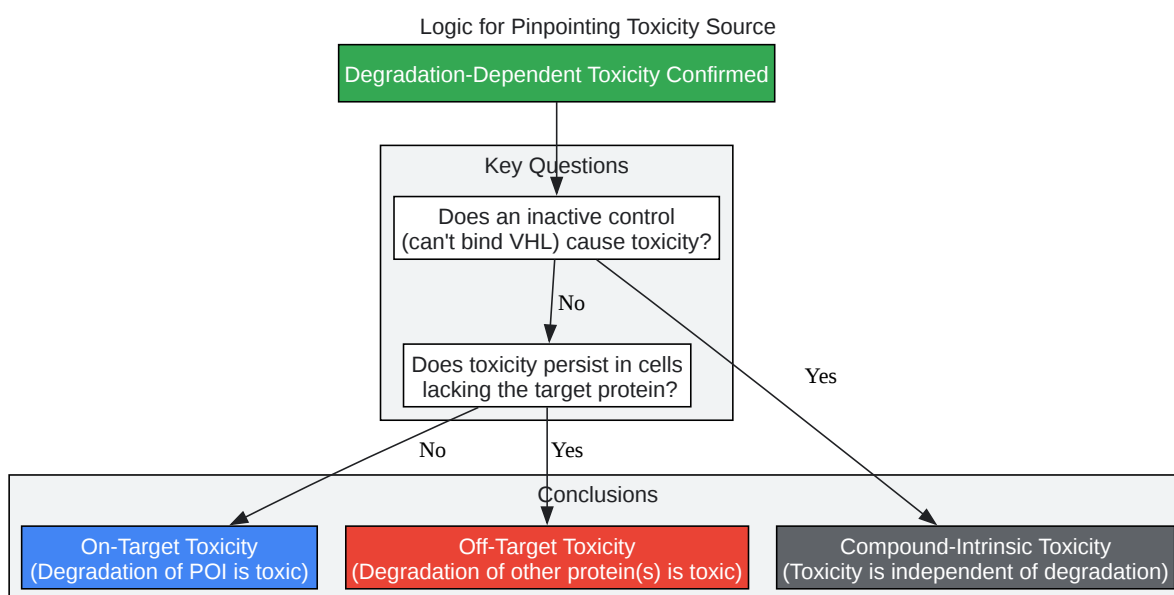 Logic for Pinpointing Toxicity Source
Degradation-Dependent Toxicity Confirmed
Key Questions
Does an inactive control
(can't bind VHL) cause toxicity?
No
Does toxicity persist in cells
lacking the target protein?
Yes
No
Yes
Conclusions
On-Target Toxicity
(Degradation of POI is toxic)
Off-Target Toxicity
(Degradation of other protein(s) is toxic)
Compound-Intrinsic Toxicity
(Toxicity is independent of degradation)